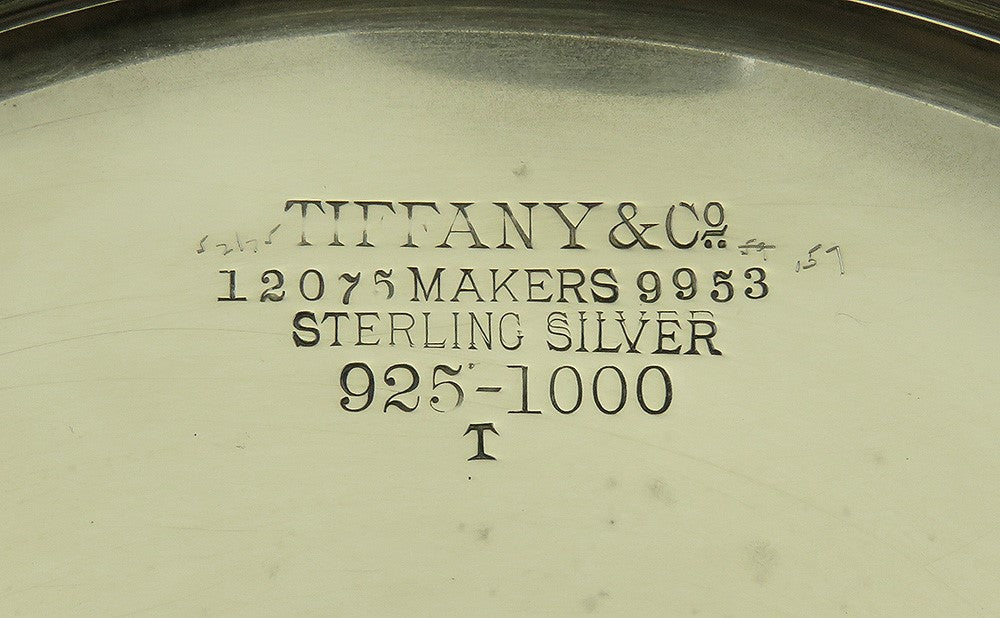 TIFFANY & Co.
12075 MAKERS 9953
STERLING SILVER
925-1000
T